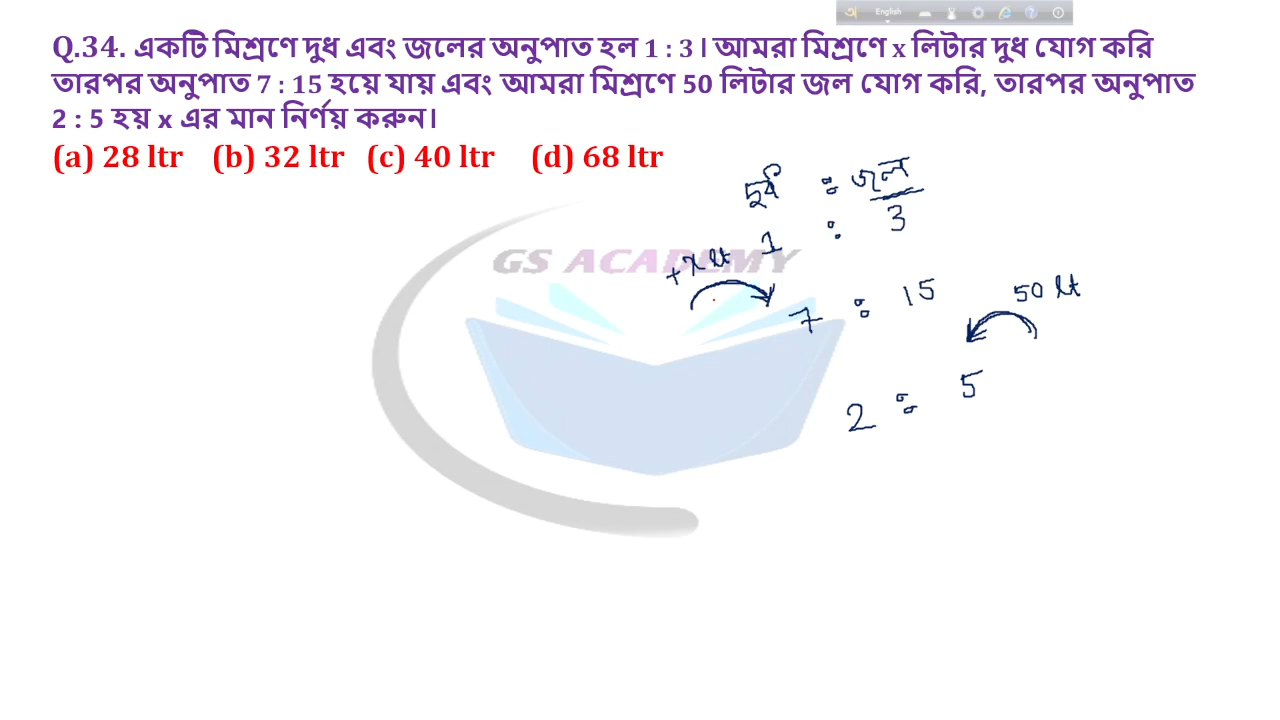 English
Q.34. একটি মিশ্রণে দুধ এবং জলের অনুপাত হল 1 : 3। আমরা মিশ্রণে x লিটার দুধ যোগ করি
তারপর অনুপাত 7 : 15 হয়ে যায় এবং আমরা মিশ্রণে 50 লিটার জল যোগ করি, তারপর অনুপাত
2 : 5 হয় x এর মান নির্ণয় করুন।
(a) 28 ltr (b) 32 ltr (c) 40 ltr (d) 68 ltr
দুধ : জল
1 : 3
GS ACADEMY
+x lt
7 : 15
50 lt
2 : 5